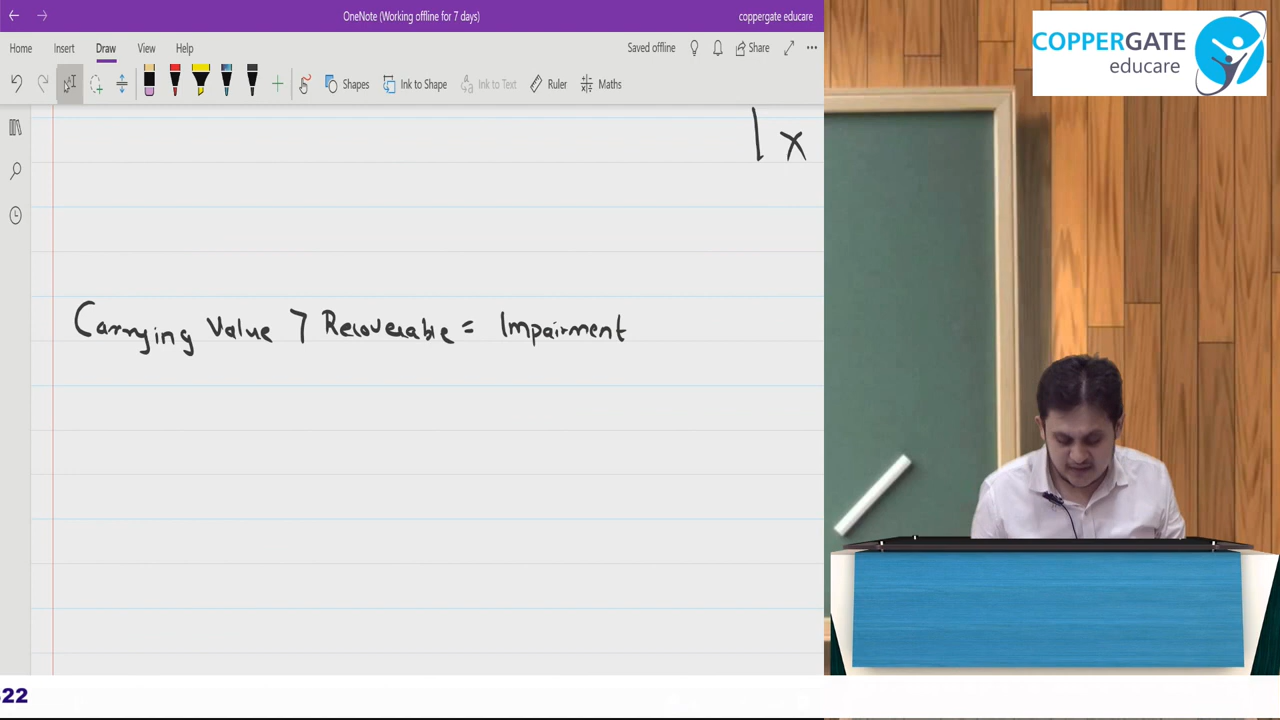 OneNote (Working offline for 7 days)
coppergate educare
Home Insert Draw View Help
Saved offline
Share
Shapes
Ink to Shape
Ink to Text
Ruler
Maths
COPPERGATE
educare
1 x
Carrying Value > Recoverable = Impairment
22